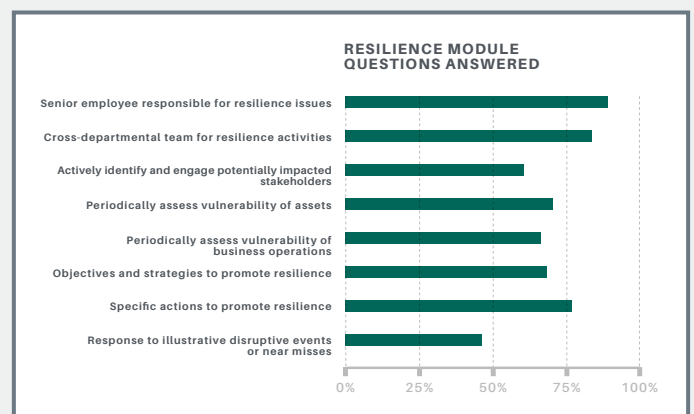 RESILIENCE MODULE
QUESTIONS ANSWERED
Senior employee responsible for resilience issues
Cross-departmental team for resilience activities
Actively identify and engage potentially impacted
stakeholders
Periodically assess vulnerability of assets
Periodically assess vulnerability of
business operations
Objectives and strategies to promote resilience
Specific actions to promote resilience
Response to illustrative disruptive events
or near misses
0% 25% 50% 75% 100%